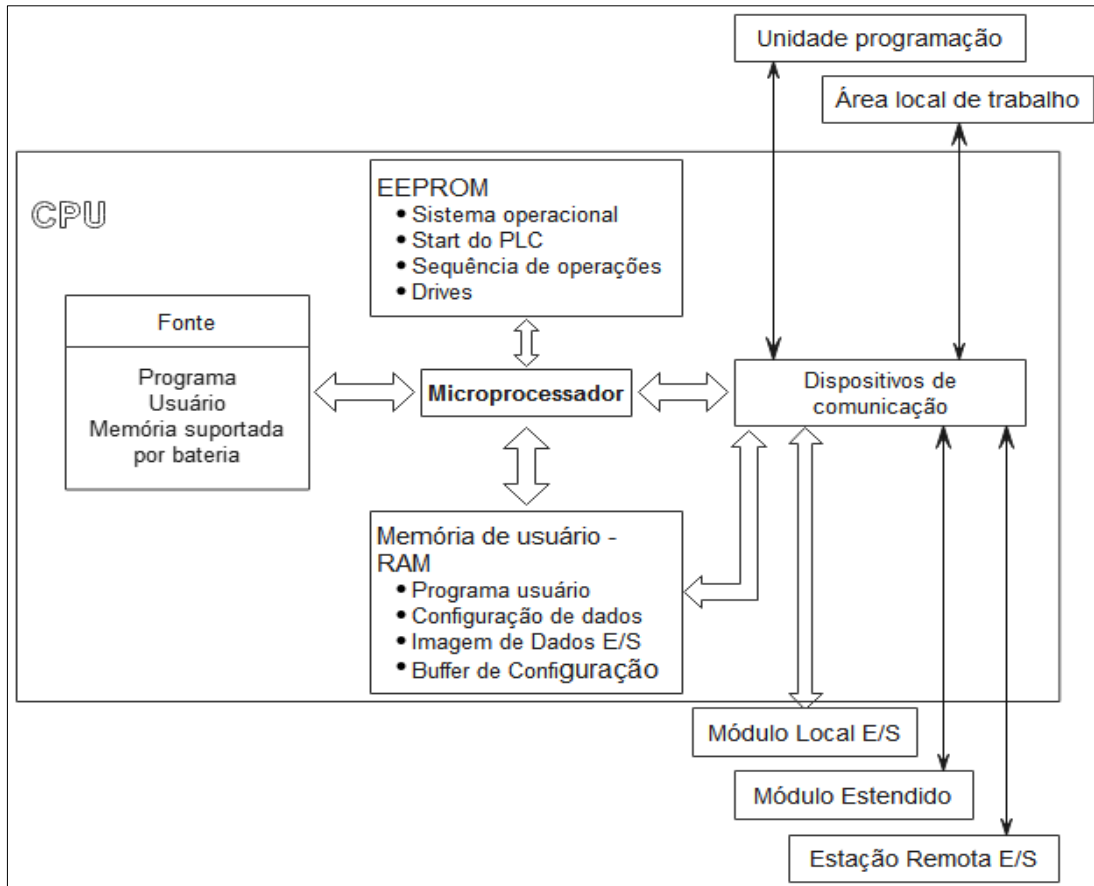 Unidade programação
Área local de trabalho
CPU
EEPROM
• Sistema operacional
• Start do PLC
• Sequência de operações
• Drives
Fonte
Programa
Usuário
Memória suportada
por bateria
Microprocessador
Dispositivos de
comunicação
Memória de usuário -
RAM
• Programa usuário
• Configuração de dados
• Imagem de Dados E/S
• Buffer de Configuração
Módulo Local E/S
Módulo Estendido
Estação Remota E/S